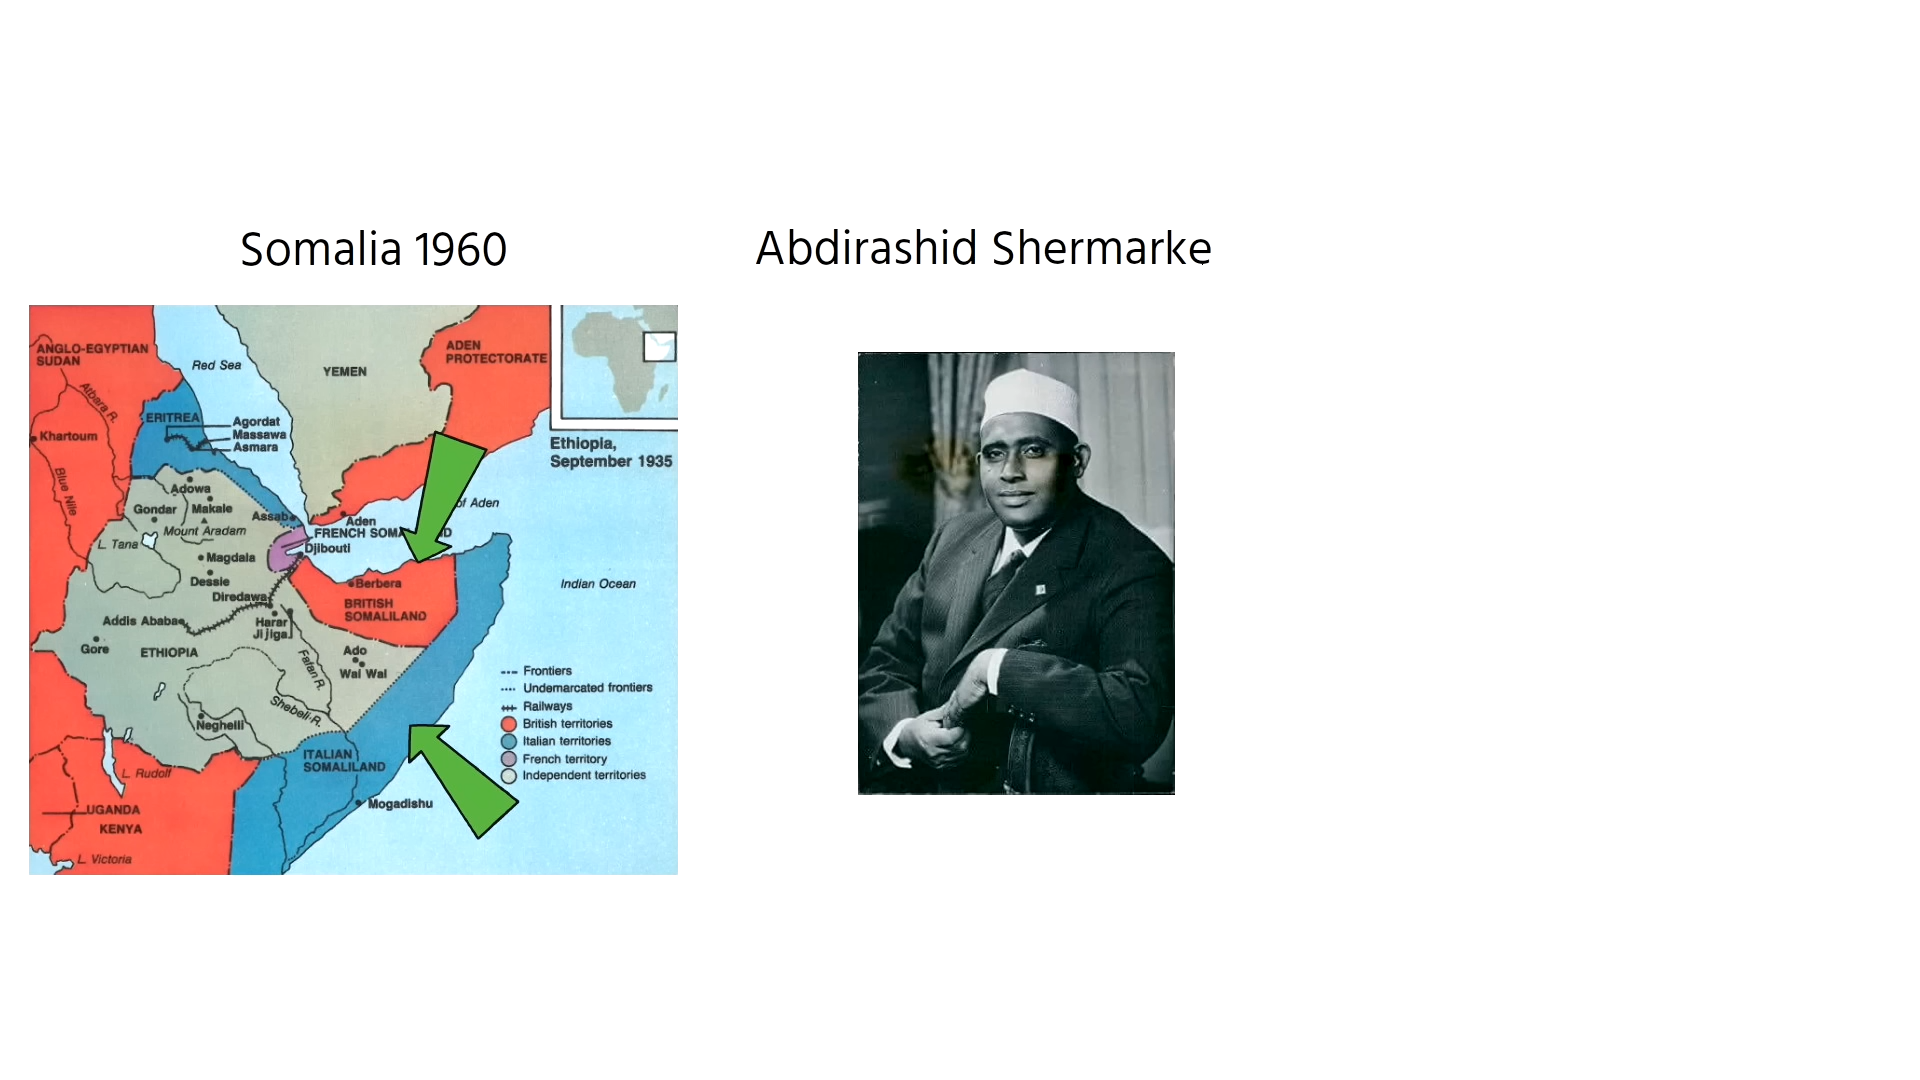 Somalia 1960
Abdirashid Shermarke
ANGLO-EGYPTIAN
SUDAN
Red Sea
YEMEN
ADEN
PROTECTORATE
Atbara R.
ERITREA
Agordat
Massawa
Asmara
Khartoum
Ethiopia,
September 1935
Blue Nile
Adowa
Gondar
Makale
Mount Aradam
Assab
Aden
of Aden
FRENCH SOMA
D
L. Tana
Djibouti
Magdala
Dessie
Berbera
Indian Ocean
Diredawa
BRITISH
SOMALILAND
Addis Ababa
Harar
Jijiga
Gore
ETHIOPIA
Ado
Wal Wal
Fafan R.
Shebeli R.
Neghelli
Frontiers
Undemarcated frontiers
Railways
British territories
Italian territories
French territory
Independent territories
ITALIAN
SOMALILAND
L. Rudolf
Mogadishu
UGANDA
KENYA
L. Victoria